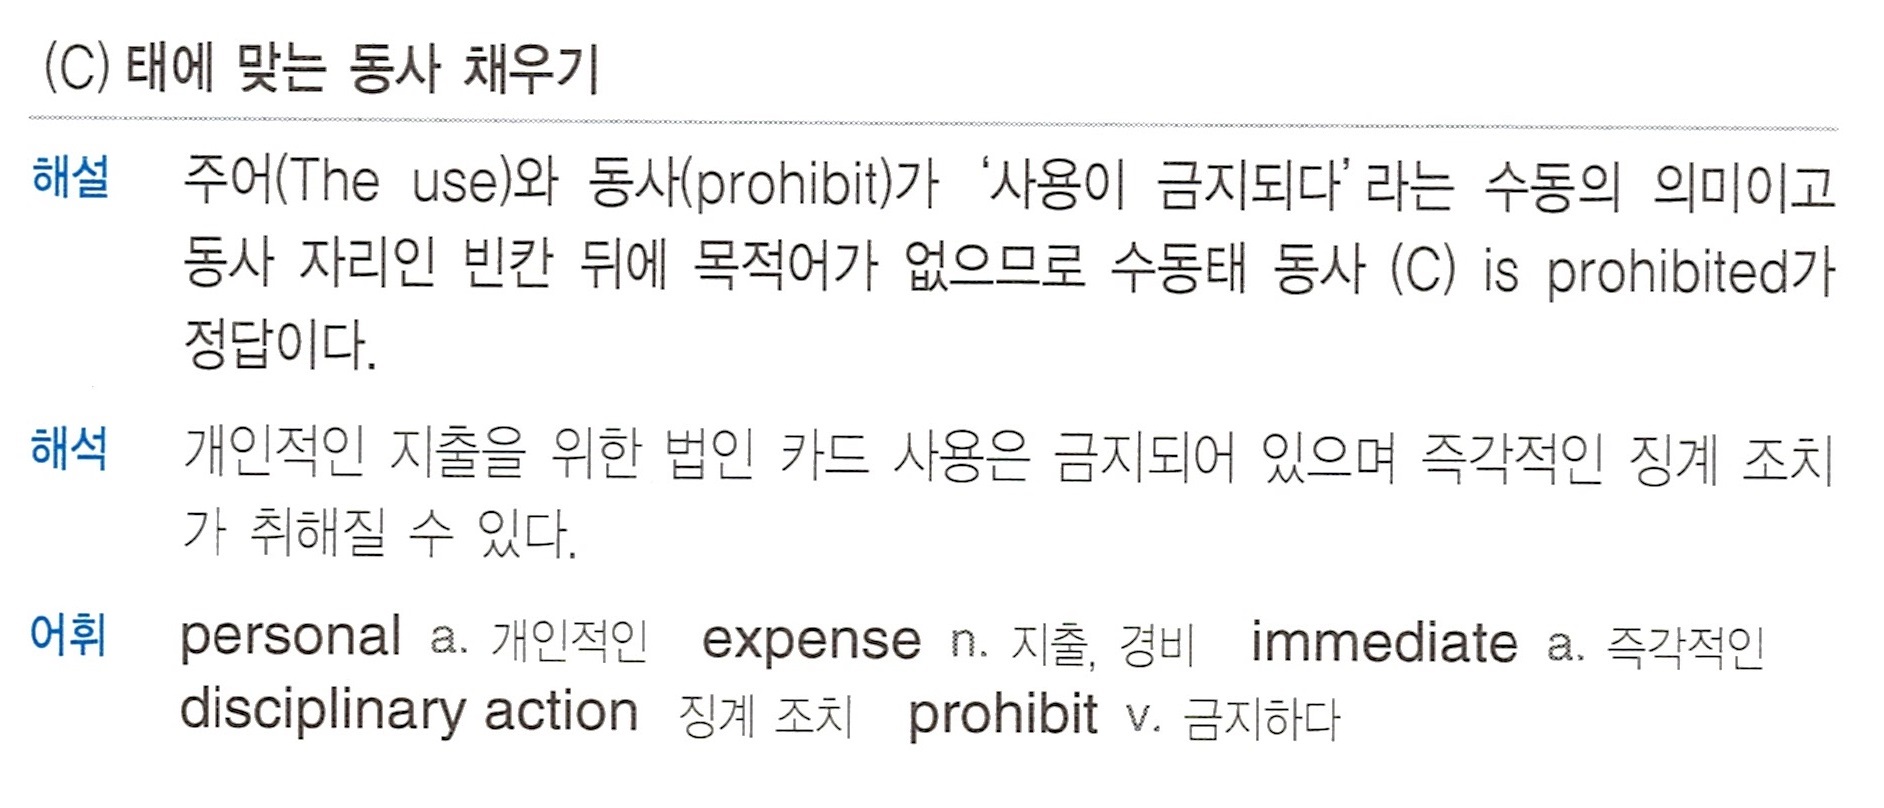 (C) 태에 맞는 동사 채우기
해설 주어(The use)와 동사(prohibit)가 ‘사용이 금지되다’라는 수동의 의미이고
동사 자리인 빈칸 뒤에 목적어가 없으므로 수동태 동사 (C) is prohibited가
정답이다.
해석 개인적인 지출을 위한 법인 카드 사용은 금지되어 있으며 즉각적인 징계 조치
가 취해질 수 있다.
어휘 personal a. 개인적인 expense n. 지출, 경비 immediate a. 즉각적인
disciplinary action 징계 조치 prohibit v. 금지하다